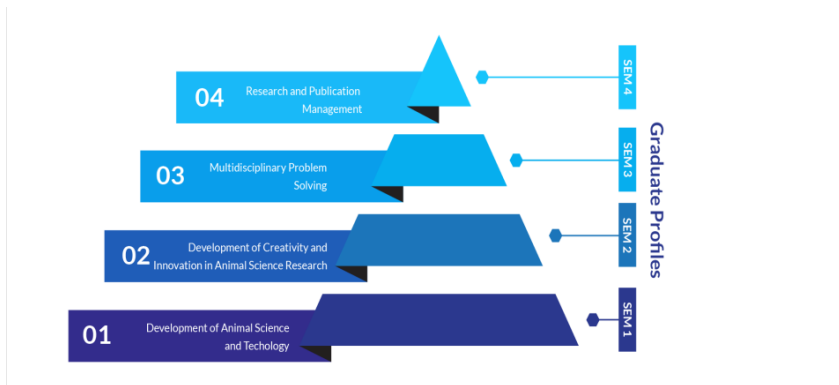 04
Research and Publication
Management
SEM 4
03
Multidisciplinary Problem
Solving
SEM 3
02
Development of Creativity and
Innovation in Animal Science Research
SEM 2
01
Development of Animal Science
and Techology
SEM 1
Graduate Profiles